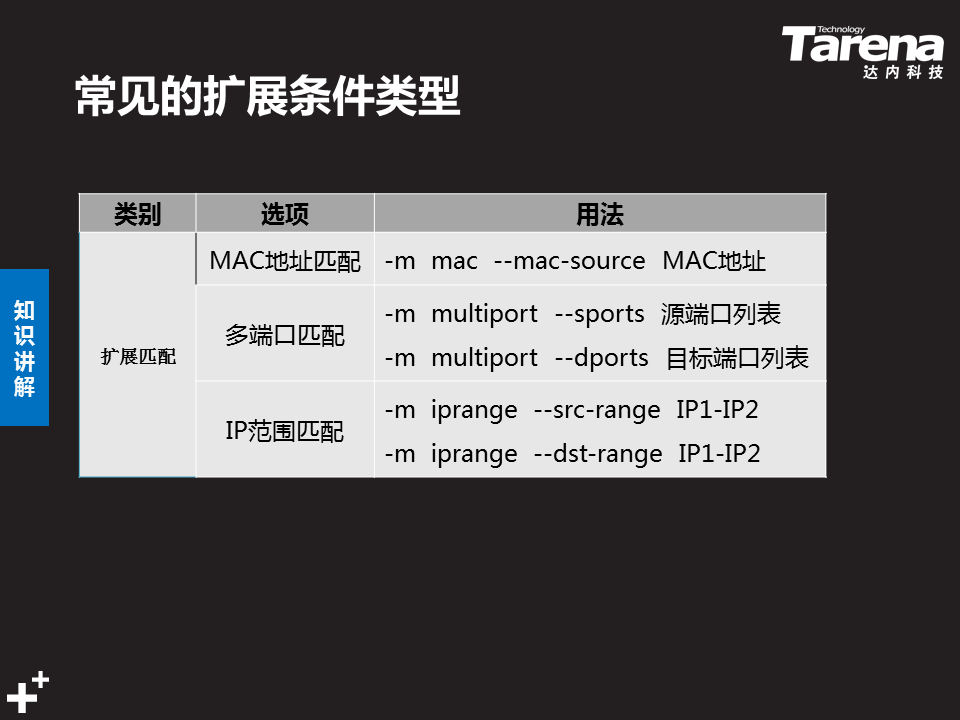 Technology
Tarena
达内科技
常见的扩展条件类型
类别 选项 用法
扩展匹配
MAC地址匹配 -m mac --mac-source MAC地址
多端口匹配
-m multiport --sports 源端口列表
-m multiport --dports 目标端口列表
IP范围匹配
-m iprange --src-range IP1-IP2
-m iprange --dst-range IP1-IP2
知
识
讲
解